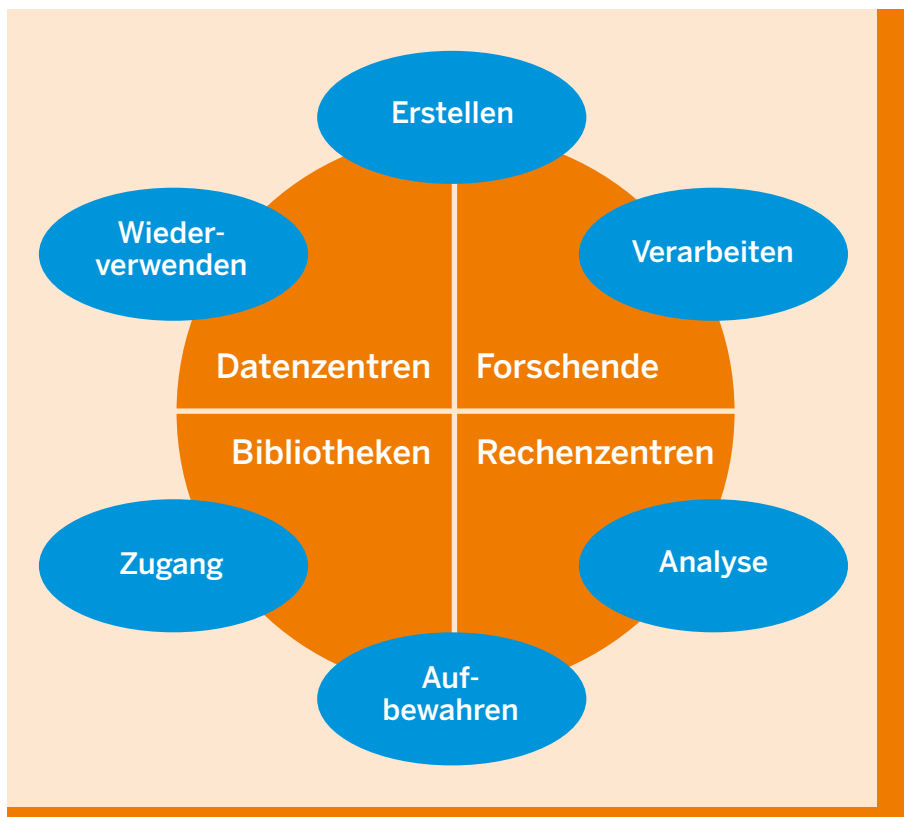 Erstellen
Wieder-
verwenden
Verarbeiten
Datenzentren
Forschende
Bibliotheken
Rechenzentren
Zugang
Analyse
Auf-
bewahren